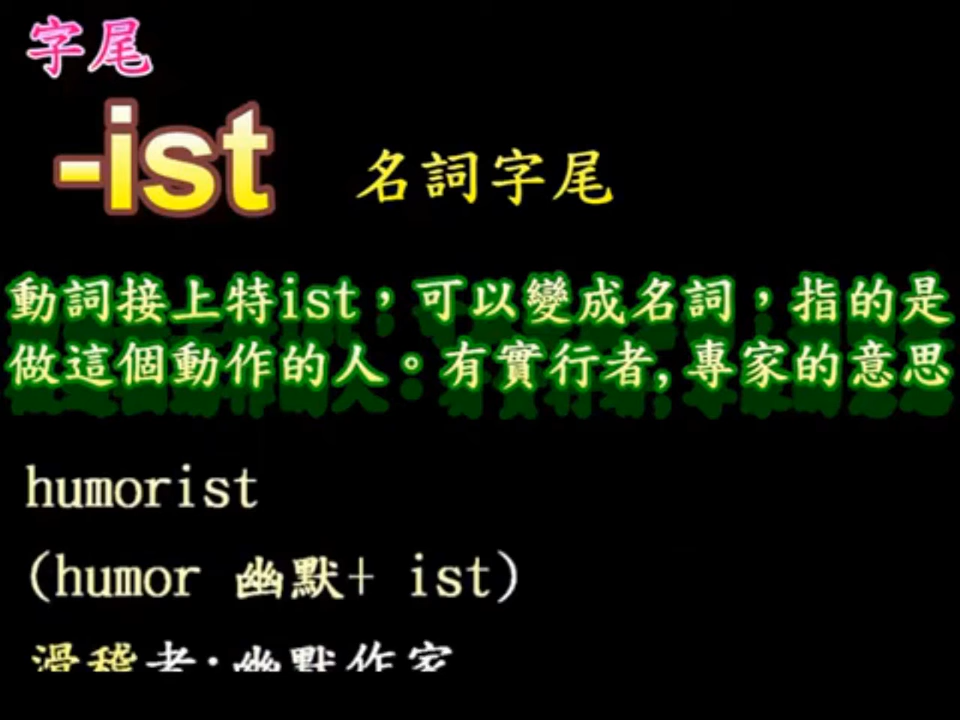 字尾
-ist 名詞字尾
動詞接上特ist，可以變成名詞，指的是
做這個動作的人。有實行者,專家的意思
humorist
(humor 幽默+ ist)
滑稽者;幽默作家